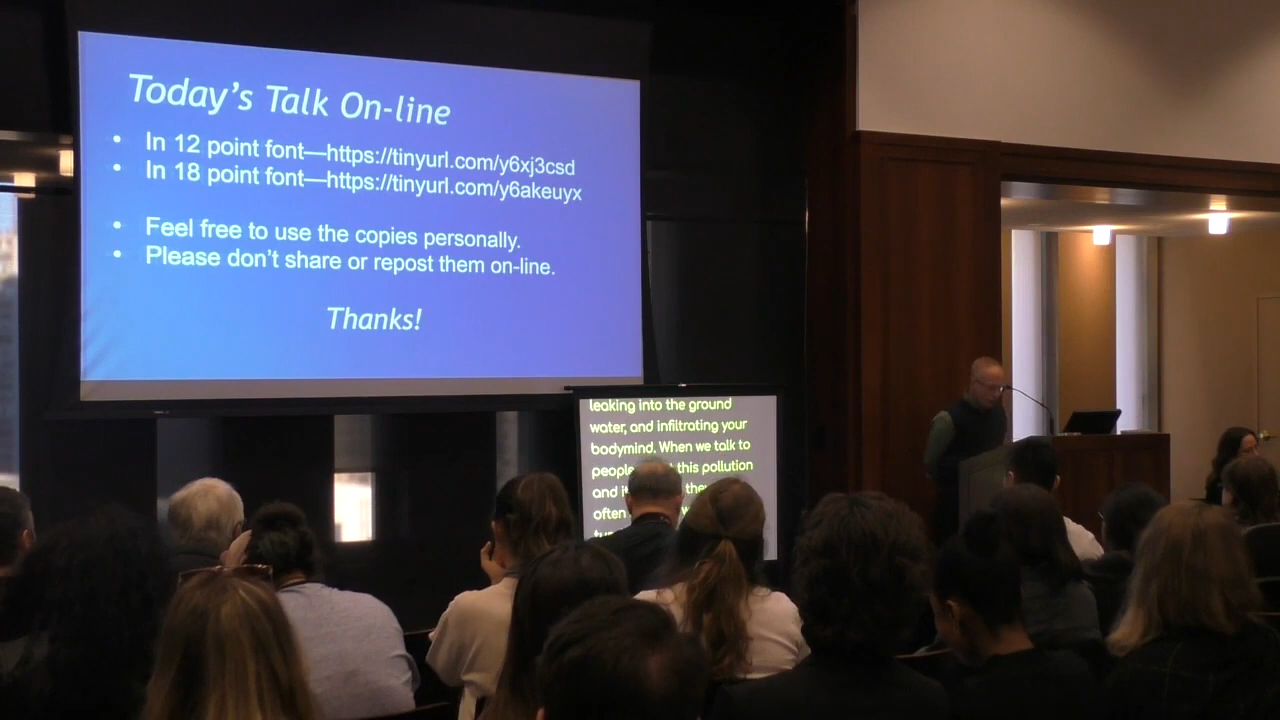 Today's Talk On-line
• In 12 point font—https://tinyurl.com/y6xj3csd
• In 18 point font—https://tinyurl.com/y6akeuyx
• Feel free to use the copies personally.
• Please don't share or repost them on-line.
Thanks!
leaking into the ground
water, and infiltrating your
bodymind. When we talk to
this pollution
and
often